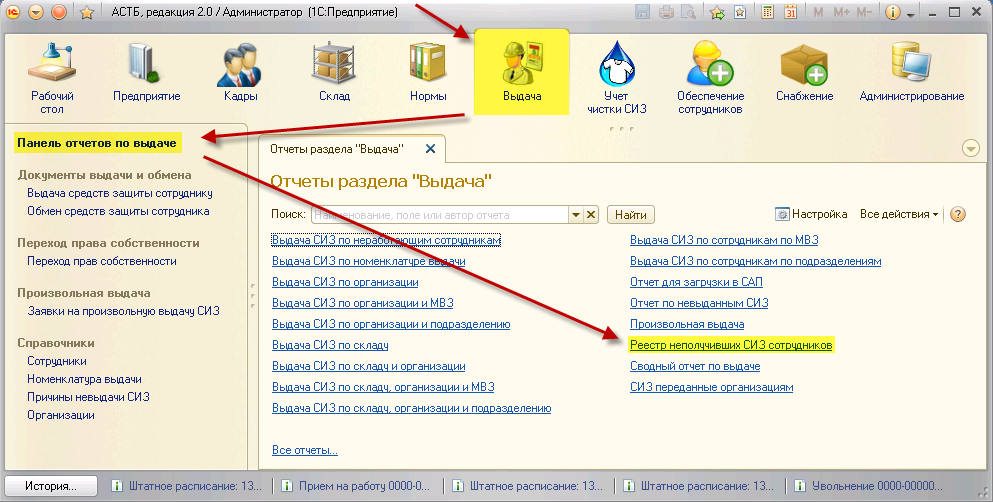 АСТБ, редакция 2.0 / Администратор (1С:Предприятие)
M M+ M-
Рабочий стол
Предприятие
Кадры
Склад
Нормы
Выдача
Учет чистки СИЗ
Обеспечение сотрудников
Снабжение
Администрирование
Панель отчетов по выдаче
Документы выдачи и обмена
Выдача средств защиты сотруднику
Обмен средств защиты сотрудника
Переход права собственности
Переход прав собственности
Произвольная выдача
Заявки на произвольную выдачу СИЗ
Справочники
Сотрудники
Номенклатура выдачи
Причины невыдачи СИЗ
Организации
Отчеты раздела "Выдача"
Отчеты раздела "Выдача"
Поиск: Наименование, поле или автор отчета Найти Настройка Все действия
Выдача СИЗ по неработающим сотрудникам
Выдача СИЗ по номенклатуре выдачи
Выдача СИЗ по организации
Выдача СИЗ по организации и МВЗ
Выдача СИЗ по организации и подразделению
Выдача СИЗ по складу
Выдача СИЗ по складу и организации
Выдача СИЗ по складу, организации и МВЗ
Выдача СИЗ по складу, организации и подразделению
Выдача СИЗ по сотрудникам по МВЗ
Выдача СИЗ по сотрудникам по подразделениям
Отчет для загрузки в САП
Отчет по невыданным СИЗ
Произвольная выдача
Реестр неполучивших СИЗ сотрудников
Сводный отчет по выдаче
СИЗ переданные организациям
Все отчеты...
История... Штатное расписание: 13... Прием на работу 0000-0... Штатное расписание: 13... Штатное расписание: 13... Увольнение 0000-00000...